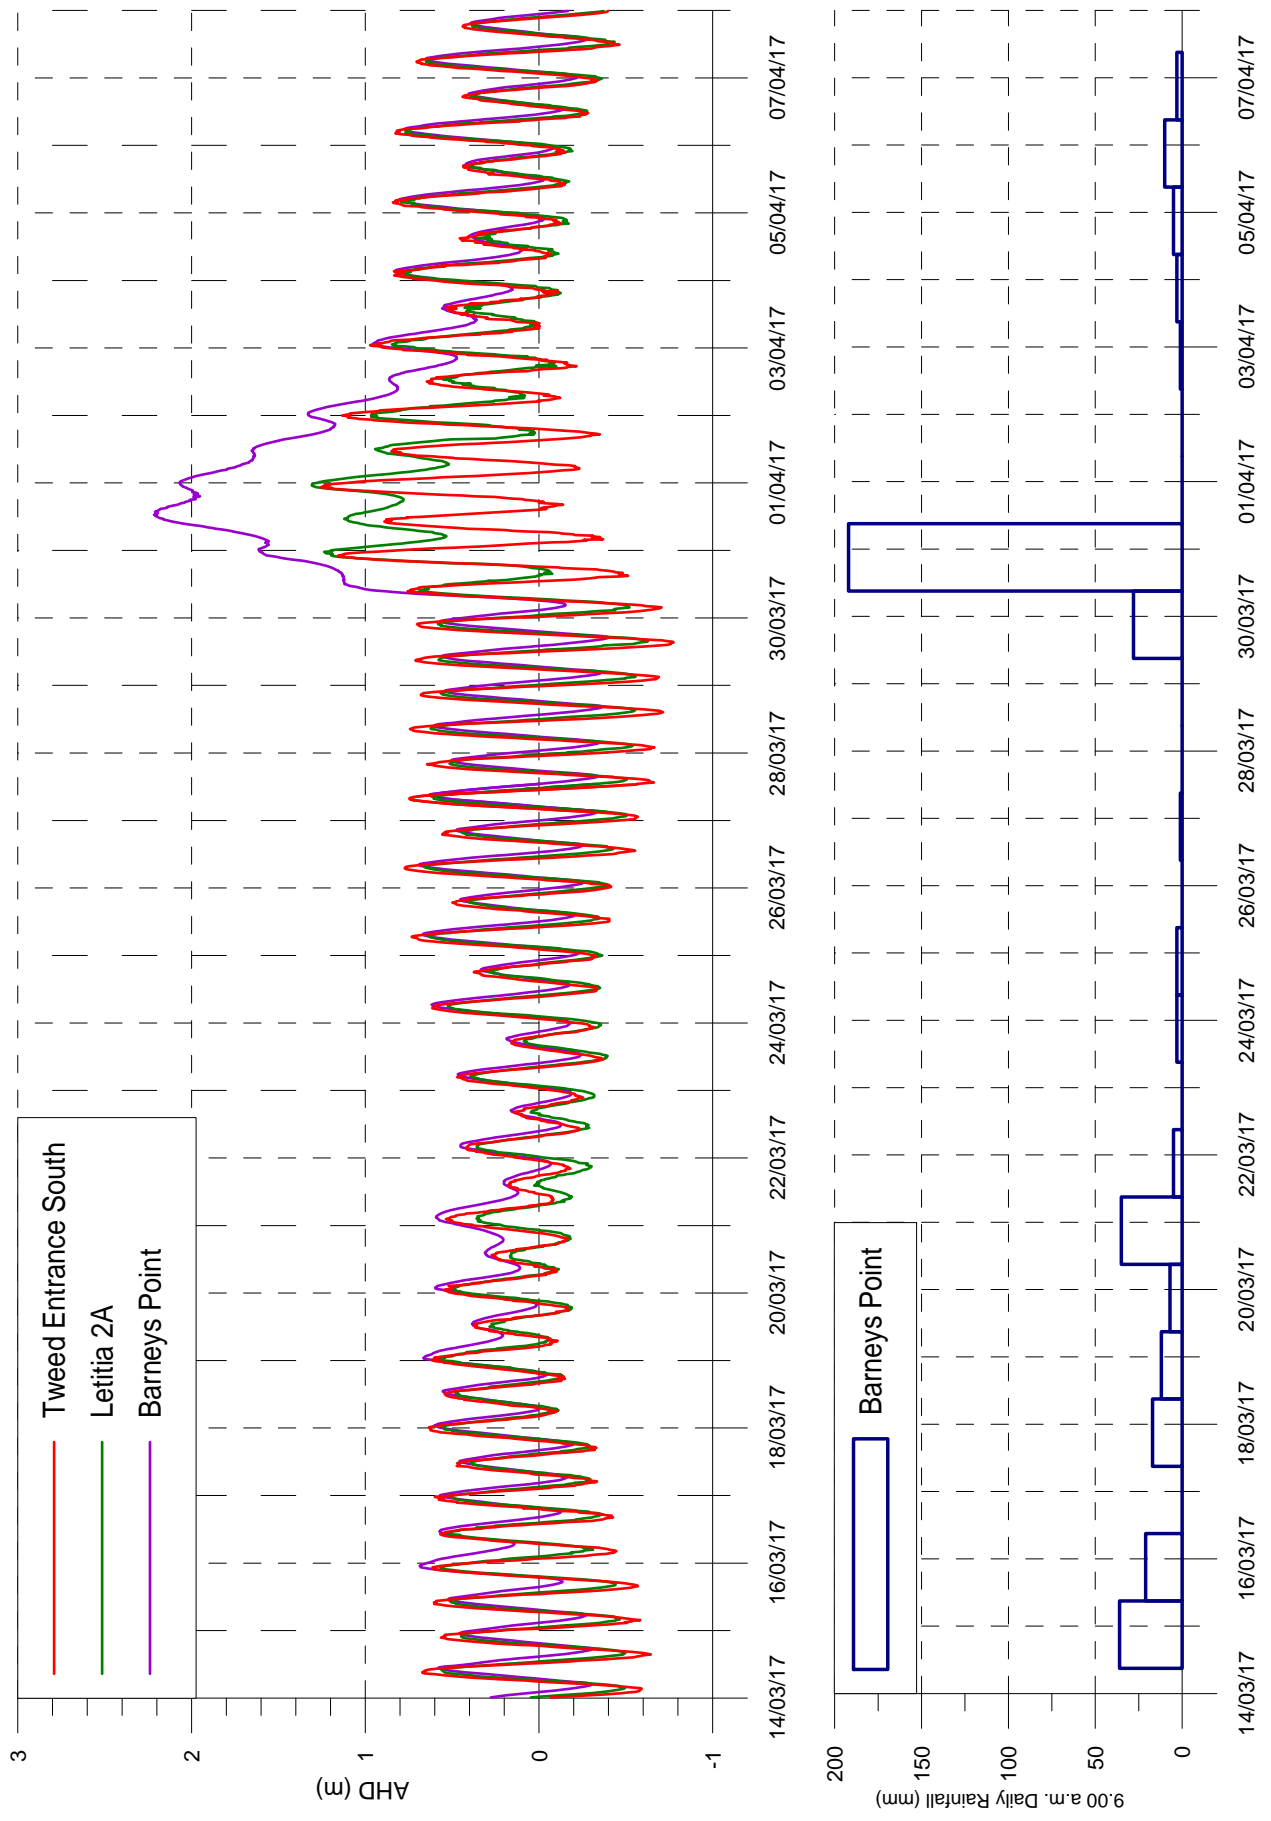 3
2
1
0
-1
AHD (m)
Tweed Entrance South
Letitia 2A
Barneys Point
14/03/17 16/03/17 18/03/17 20/03/17 22/03/17 24/03/17 26/03/17 28/03/17 30/03/17 01/04/17 03/04/17 05/04/17 07/04/17
200
150
100
50
0
9.00 a.m. Daily Rainfall (mm)
Barneys Point
14/03/17 16/03/17 18/03/17 20/03/17 22/03/17 24/03/17 26/03/17 28/03/17 30/03/17 01/04/17 03/04/17 05/04/17 07/04/17